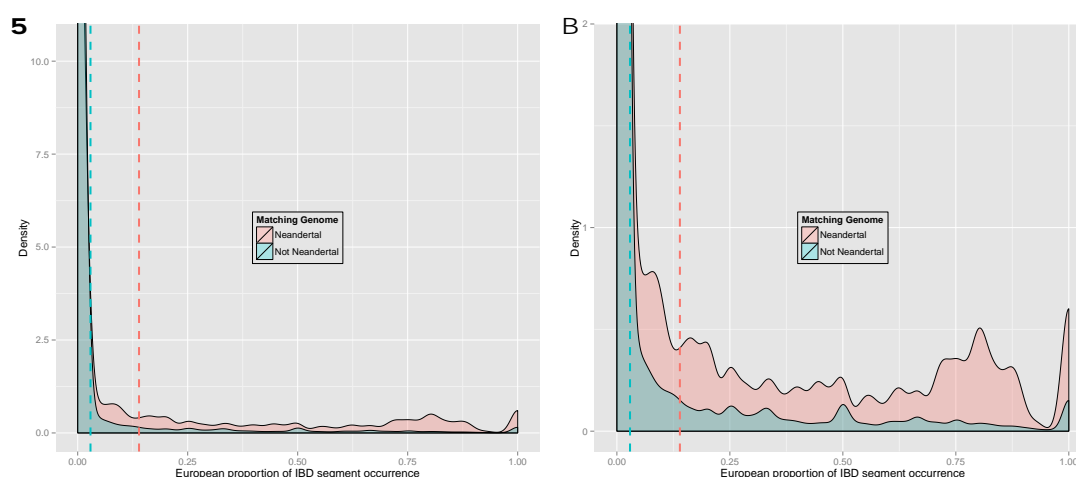 5
10.0
7.5
5.0
2.5
0.0
Density
Matching Genome
Neandertal
Not Neandertal
0.00
0.25
0.50
0.75
1.00
European proportion of IBD segment occurrence
B
2
1
0
Density
Matching Genome
Neandertal
Not Neandertal
0.00
0.25
0.50
0.75
1.00
European proportion of IBD segment occurrence